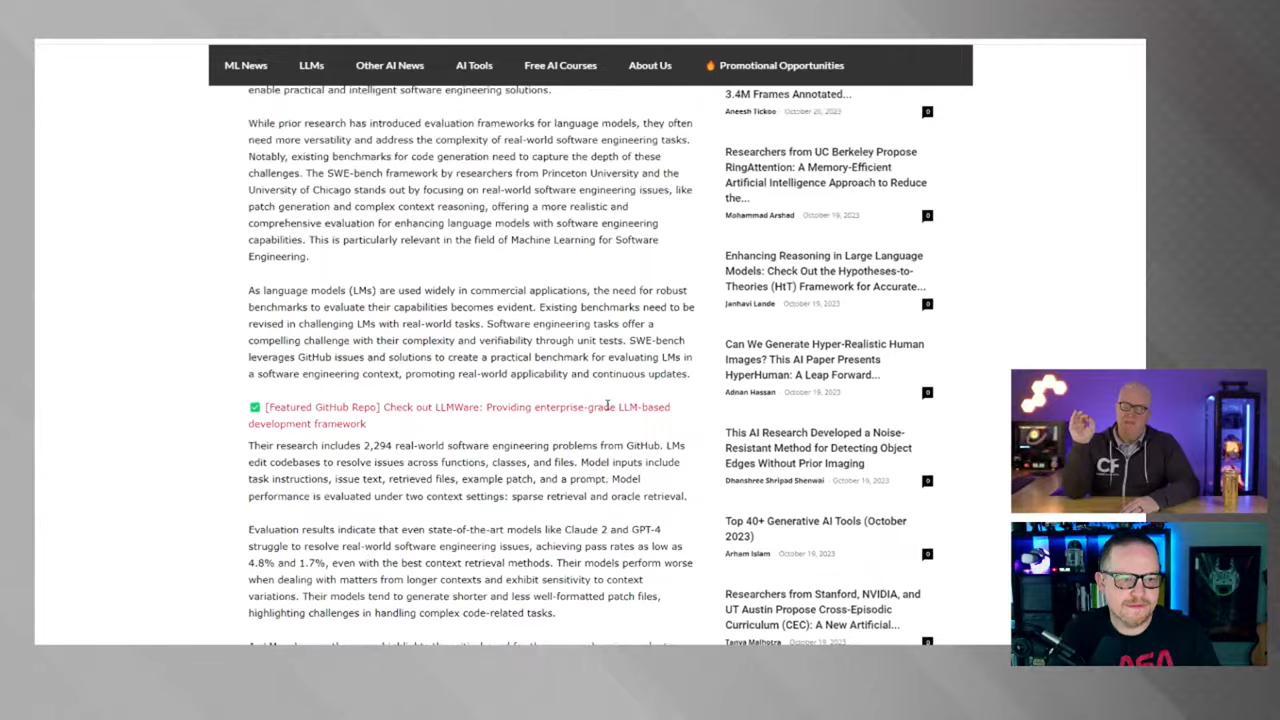 ML News
LLMs
Other AI News
AI Tools
Free AI Courses
About Us
Promotional Opportunities
enable practical and intelligent software engineering solutions.
While prior research has introduced evaluation frameworks for language models, they often
need more versatility and address the complexity of real-world software engineering tasks.
Notably, existing benchmarks for code generation need to capture the depth of these
challenges. The SWE-bench framework by researchers from Princeton University and the
University of Chicago stands out by focusing on real-world software engineering issues, like
patch generation and complex context reasoning, offering a more realistic and
comprehensive evaluation for enhancing language models with software engineering
capabilities. This is particularly relevant in the field of Machine Learning for Software
Engineering.
As language models (LMs) are used widely in commercial applications, the need for robust
benchmarks to evaluate their capabilities becomes evident. Existing benchmarks need to be
revised in challenging LMs with real-world tasks. Software engineering tasks offer a
compelling challenge with their complexity and verifiability through unit tests. SWE-bench
leverages GitHub issues and solutions to create a practical benchmark for evaluating LMs in
a software engineering context, promoting real-world applicability and continuous updates.
✅ [Featured GitHub Repo] Check out LLMWare: Providing enterprise-grade LLM-based
development framework
Their research includes 2,294 real-world software engineering problems from GitHub. LMs
edit codebases to resolve issues across functions, classes, and files. Model inputs include
task instructions, issue text, retrieved files, example patch, and a prompt. Model
performance is evaluated under two context settings: sparse retrieval and oracle retrieval.
Evaluation results indicate that even state-of-the-art models like Claude 2 and GPT-4
struggle to resolve real-world software engineering issues, achieving pass rates as low as
4.8% and 1.7%, even with the best context retrieval methods. Their models perform worse
when dealing with matters from longer contexts and exhibit sensitivity to context
variations. Their models tend to generate shorter and less well-formatted patch files,
highlighting challenges in handling complex code-related tasks.
3.4M Frames Annotated...
Aneesh Tickoo - October 20, 2023 0
Researchers from UC Berkeley Propose
RingAttention: A Memory-Efficient
Artificial Intelligence Approach to Reduce
the...
Mohammad Arshad - October 19, 2023 0
Enhancing Reasoning in Large Language
Models: Check Out the Hypotheses-to-
Theories (HtT) Framework for Accurate...
Janhavi Lande - October 19, 2023 0
Can We Generate Hyper-Realistic Human
Images? This AI Paper Presents
HyperHuman: A Leap Forward...
Adnan Hassan - October 19, 2023 0
This AI Research Developed a Noise-
Resistant Method for Detecting Object
Edges Without Prior Imaging
Dhanshree Shripad Shenwai - October 19, 2023 0
Top 40+ Generative AI Tools (October
2023)
Arham Islam - October 19, 2023 0
Researchers from Stanford, NVIDIA, and
UT Austin Propose Cross-Episodic
Curriculum (CEC): A New Artificial...
Tanya Malhotra - October 19, 2023 0
CF